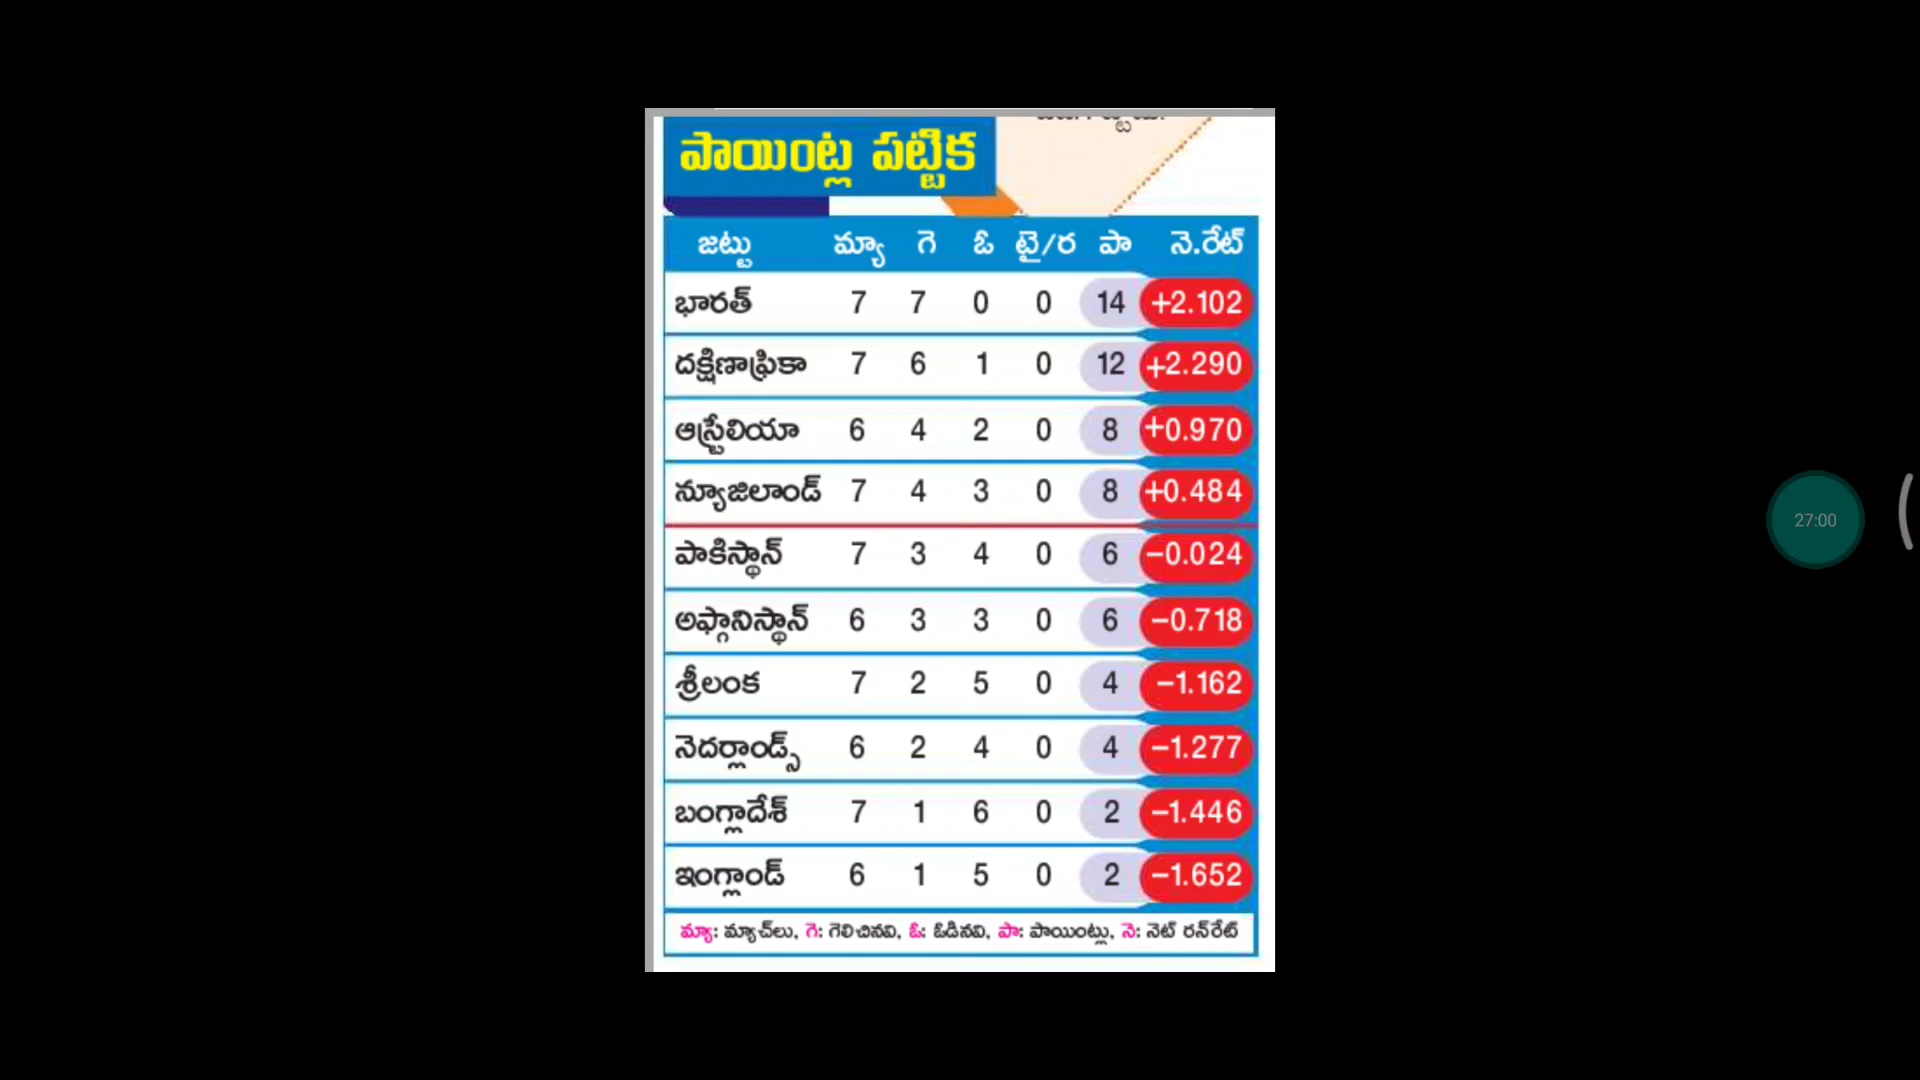 పాయింట్ల పట్టిక
జట్టు మ్యా గె ఓ టై/ర పా నె.రేట్
భారత్ 7 7 0 0 14 +2.102
దక్షిణాఫ్రికా 7 6 1 0 12 +2.290
ఆస్ట్రేలియా 6 4 2 0 8 +0.970
న్యూజిలాండ్ 7 4 3 0 8 +0.484
పాకిస్థాన్ 7 3 4 0 6 −0.024
అఫ్గానిస్థాన్ 6 3 3 0 6 −0.718
శ్రీలంక 7 2 5 0 4 −1.162
నెదర్లాండ్స్ 6 2 4 0 4 −1.277
బంగ్లాదేశ్ 7 1 6 0 2 −1.446
ఇంగ్లాండ్ 6 1 5 0 2 −1.652
మ్యా: మ్యాచ్‌లు, గె: గెలిచినవి, ఓ: ఓడినవి, పా: పాయింట్లు, నె: నెట్ రన్‌రేట్
27:00